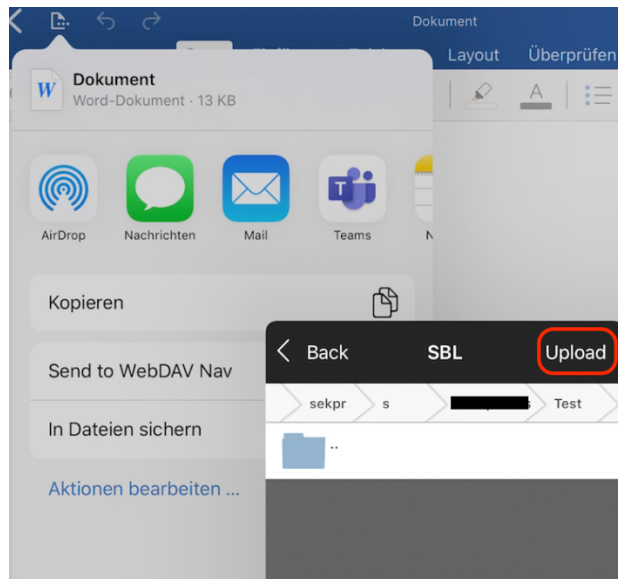 Dokument
Layout Überprüfen
Dokument
Word-Dokument · 13 KB
A
AirDrop Nachrichten Mail Teams
Kopieren
Send to WebDAV Nav
In Dateien sichern
Aktionen bearbeiten ...
Back SBL Upload
sekpr s Test
..